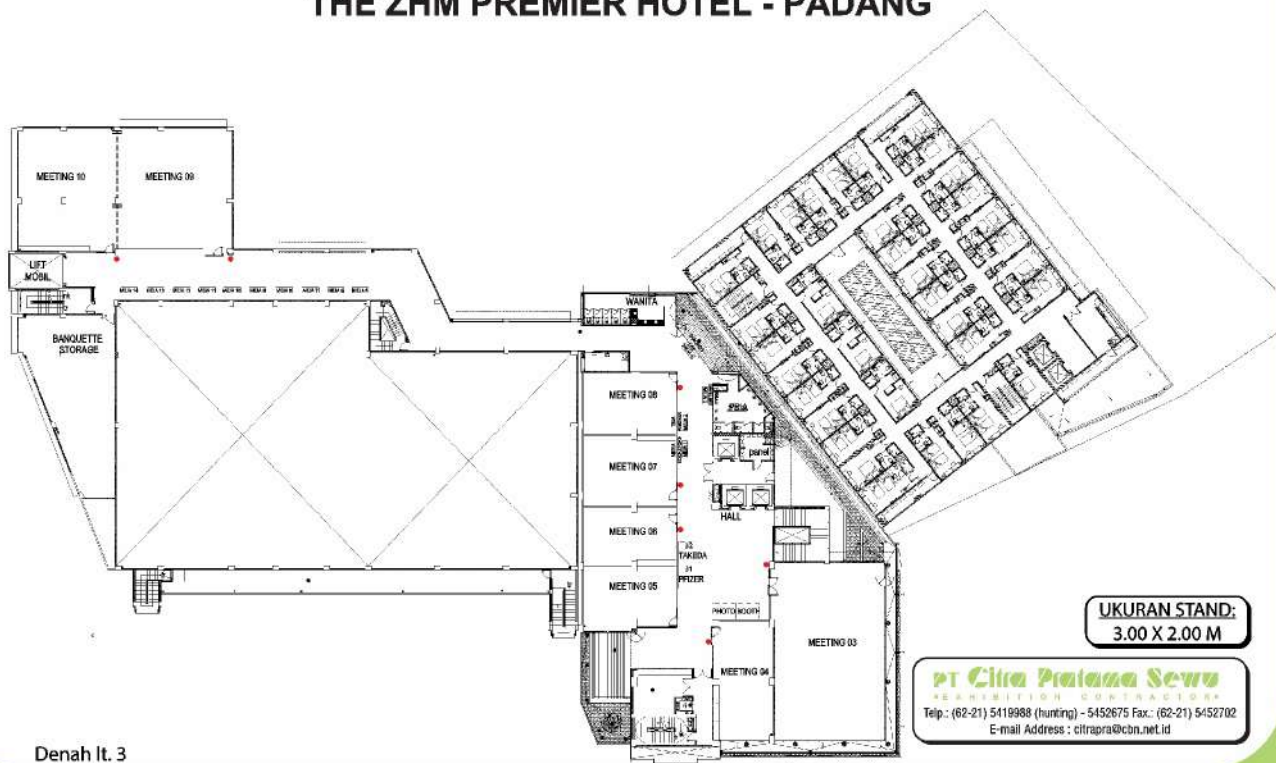 THE ZHM PREMIER HOTEL - PADANG
MEETING 10
MEETING 09
LIFT
MOBIL
BANQUETTE
STORAGE
WANITA
MEETING 08
PRIA
MEETING 07
panel
HALL
MEETING 06
TAKEDA
PFIZER
MEETING 05
PHOTO BOOTH
MEETING 03
MEETING 04
UKURAN STAND:
3.00 X 2.00 M
PT Citra Pratama Sewu
EXHIBITION CONTRACTOR
Telp.: (62-21) 5419988 (hunting) - 5452675 Fax.: (62-21) 5452702
E-mail Address : citrapra@cbn.net.id
Denah lt. 3